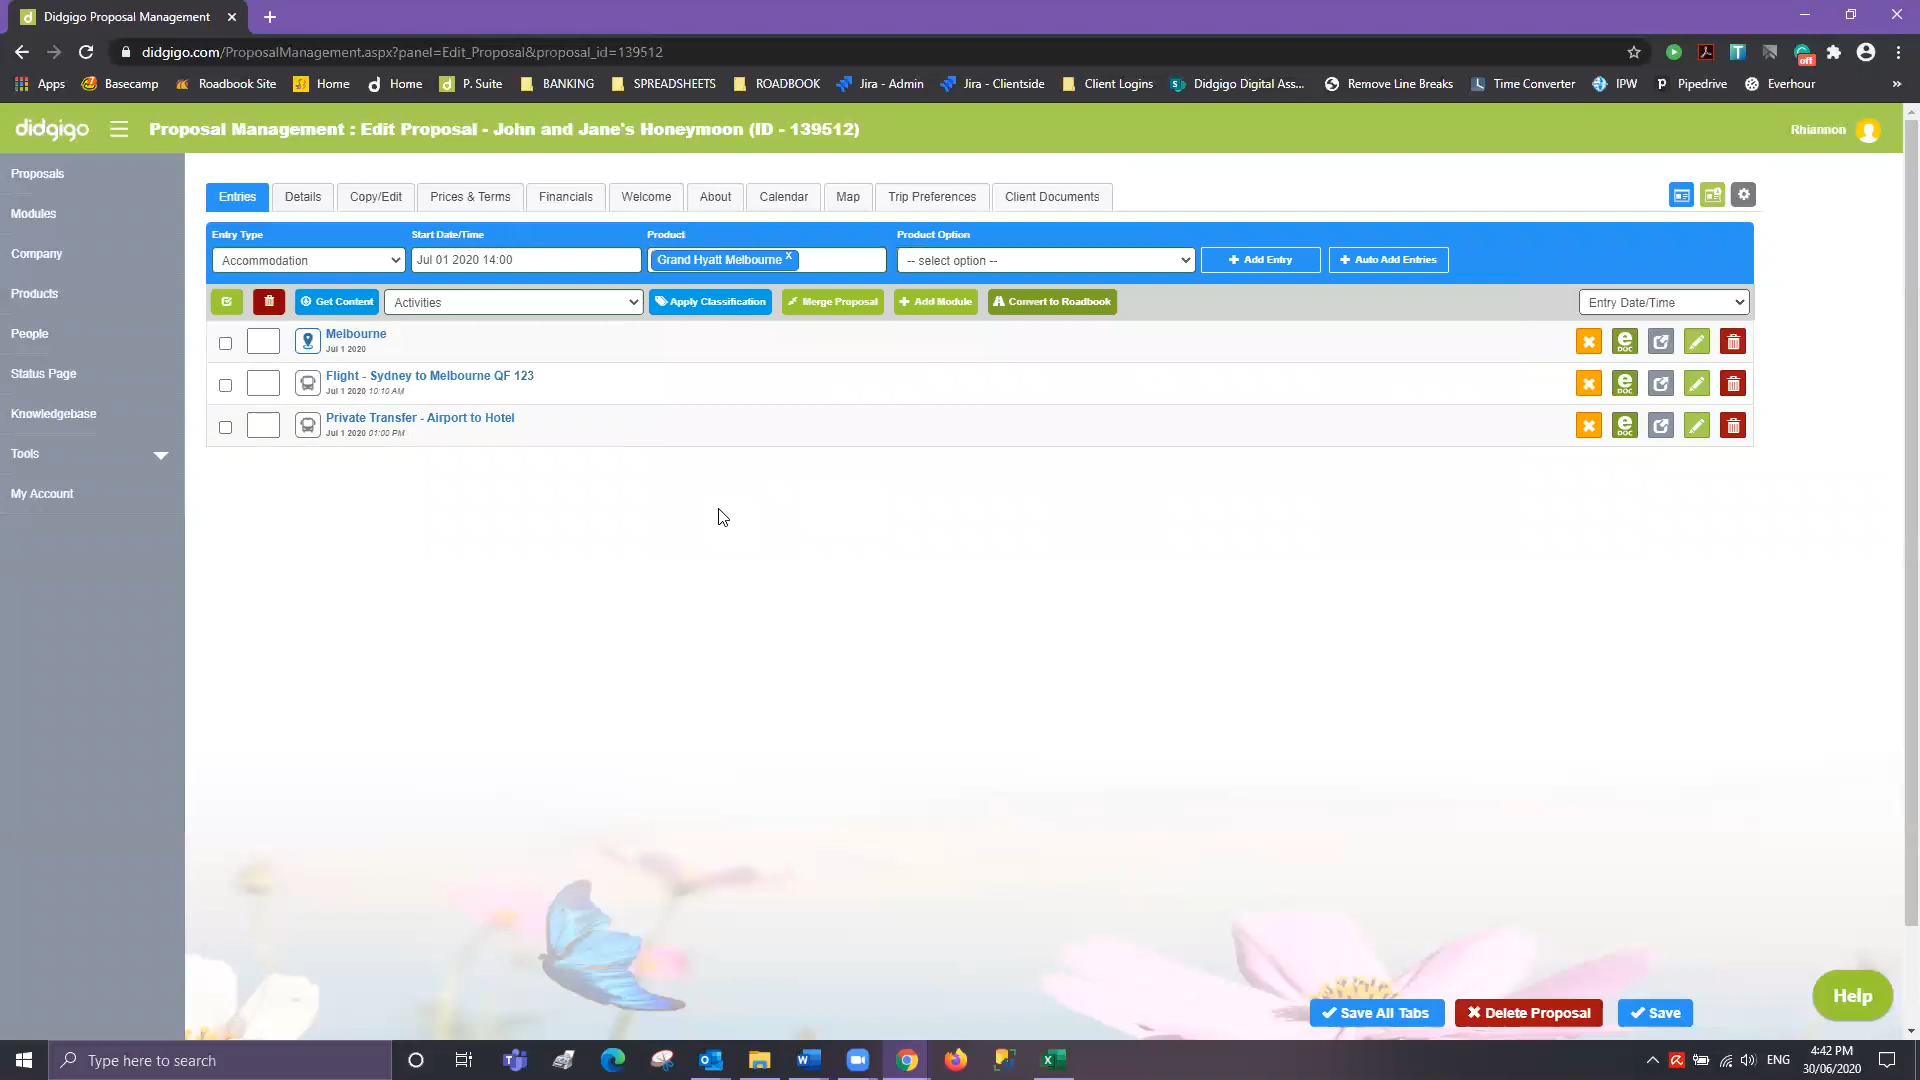 Didgigo Proposal Management
didgigo.com/ProposalManagement.aspx?panel=Edit_Proposal&proposal_id=139512
off
Apps Basecamp Roadbook Site Home Home P. Suite BANKING SPREADSHEETS ROADBOOK Jira - Admin Jira - Clientside Client Logins Didgigo Digital Ass... Remove Line Breaks Time Converter IPW Pipedrive Everhour »
didgigo Proposal Management : Edit Proposal - John and Jane's Honeymoon (ID - 139512) Rhiannon
Proposals
Modules
Company
Products
People
Status Page
Knowledgebase
Tools
My Account
Entries Details Copy/Edit Prices & Terms Financials Welcome About Calendar Map Trip Preferences Client Documents
Entry Type Start Date/Time Product Product Option
Accommodation Jul 01 2020 14:00 Grand Hyatt Melbourne x -- select option -- Add Entry Auto Add Entries
Get Content Activities Apply Classification Merge Proposal Add Module Convert to Roadbook Entry Date/Time
Melbourne
Jul 1 2020
e DOC
Flight - Sydney to Melbourne QF 123
Jul 1 2020 10:10 AM
e DOC
Private Transfer - Airport to Hotel
Jul 1 2020 01:00 PM
e DOC
Help
Save All Tabs Delete Proposal Save
Type here to search
ENG
4:42 PM
30/06/2020